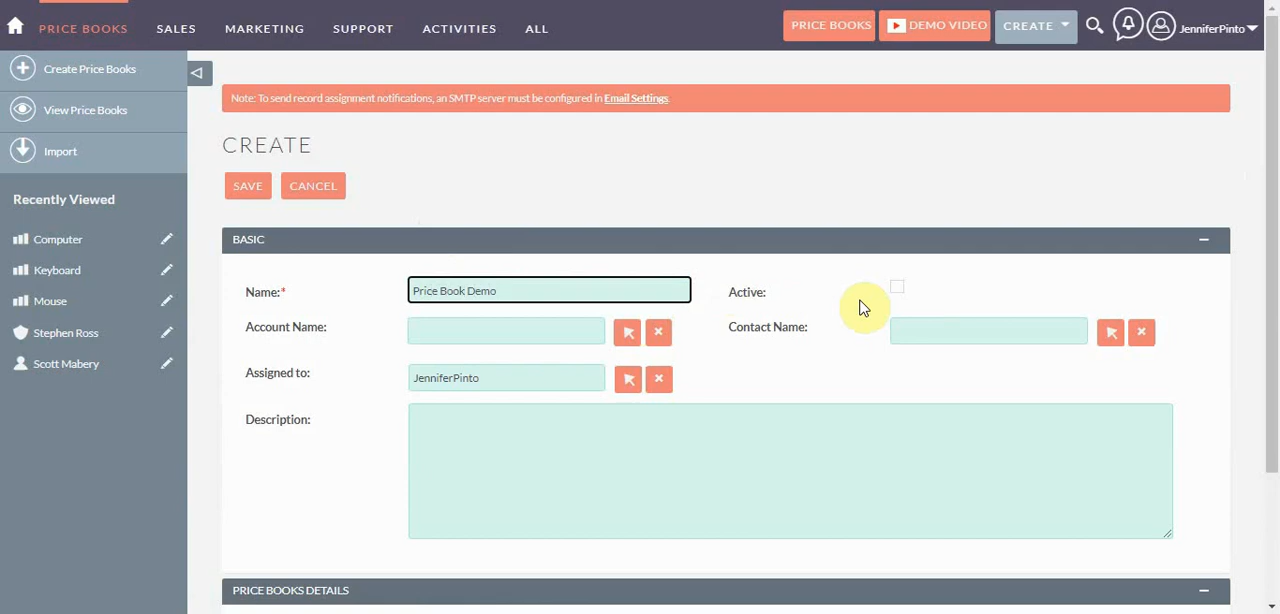 PRICE BOOKS SALES MARKETING SUPPORT ACTIVITIES ALL PRICE BOOKS DEMO VIDEO CREATE JenniferPinto
Create Price Books
View Price Books
Import
Recently Viewed
Computer
Keyboard
Mouse
Stephen Ross
Scott Mabery
Note: To send record assignment notifications, an SMTP server must be configured in Email Settings.
CREATE
SAVE CANCEL
BASIC
Name:* Price Book Demo Active:
Account Name: Contact Name:
Assigned to: JenniferPinto
Description:
PRICE BOOKS DETAILS